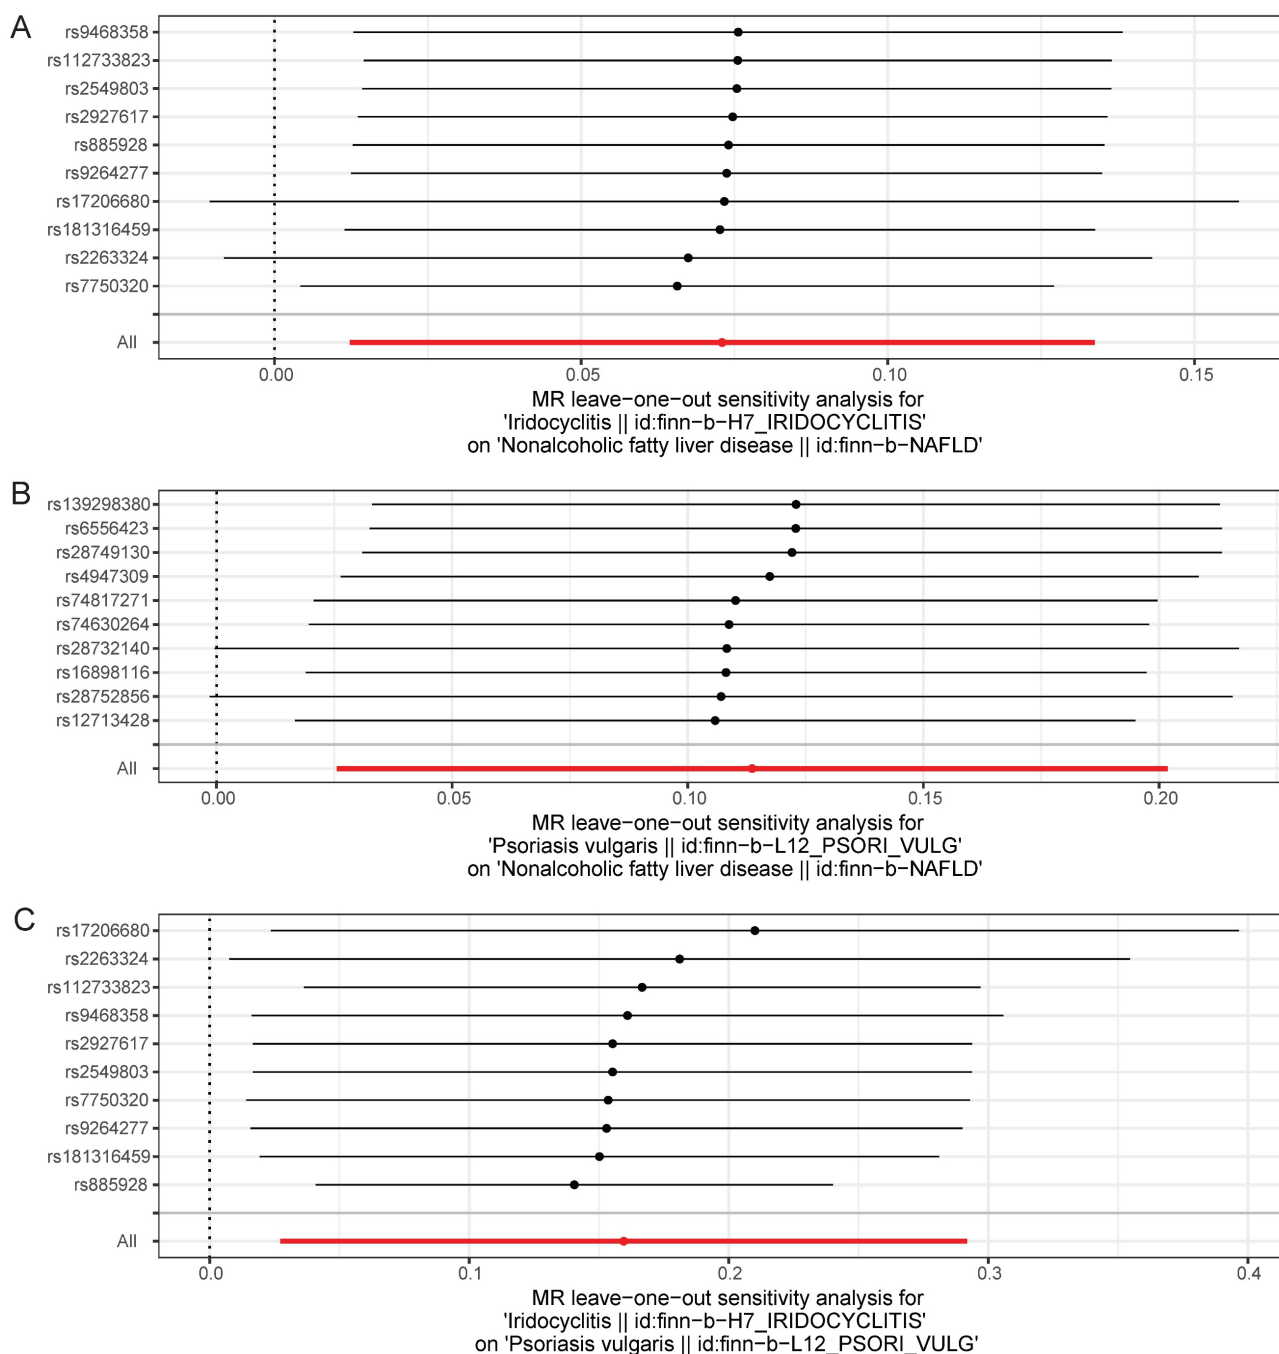 A
rs9468358
rs112733823
rs2549803
rs2927617
rs885928
rs9264277
rs17206680
rs181316459
rs2263324
rs7750320
All
0.00 0.05 0.10 0.15
MR leave−one−out sensitivity analysis for
'Iridocyclitis || id:finn−b−H7_IRIDOCYCLITIS'
on 'Nonalcoholic fatty liver disease || id:finn−b−NAFLD'
B
rs139298380
rs6556423
rs28749130
rs4947309
rs74817271
rs74630264
rs28732140
rs16898116
rs28752856
rs12713428
All
0.00 0.05 0.10 0.15 0.20
MR leave−one−out sensitivity analysis for
'Psoriasis vulgaris || id:finn−b−L12_PSORI_VULG'
on 'Nonalcoholic fatty liver disease || id:finn−b−NAFLD'
C
rs17206680
rs2263324
rs112733823
rs9468358
rs2927617
rs2549803
rs7750320
rs9264277
rs181316459
rs885928
All
0.0 0.1 0.2 0.3 0.4
MR leave−one−out sensitivity analysis for
'Iridocyclitis || id:finn−b−H7_IRIDOCYCLITIS'
on 'Psoriasis vulgaris || id:finn−b−L12_PSORI_VULG'